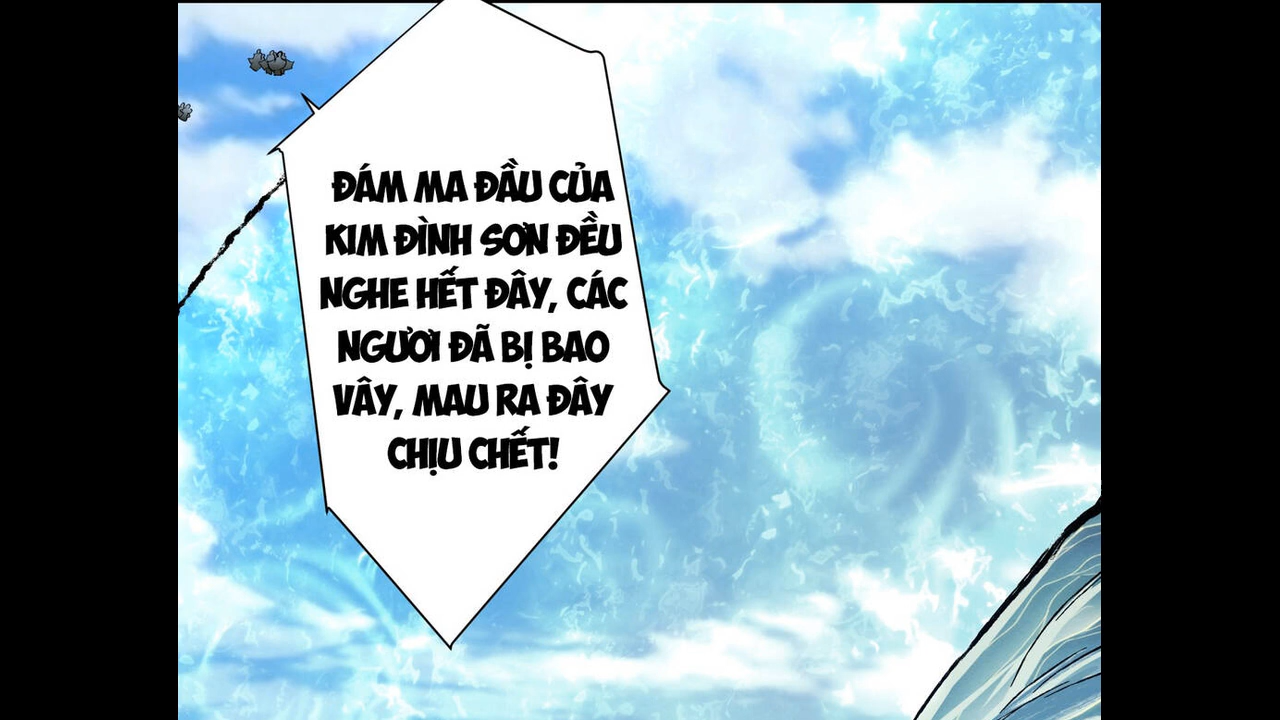 ĐÁM MA ĐẦU CỦA
KIM ĐÌNH SƠN ĐỀU
NGHE HẾT ĐÂY, CÁC
NGƯƠI ĐÃ BỊ BAO
VÂY, MAU RA ĐÂY
CHỊU CHẾT!